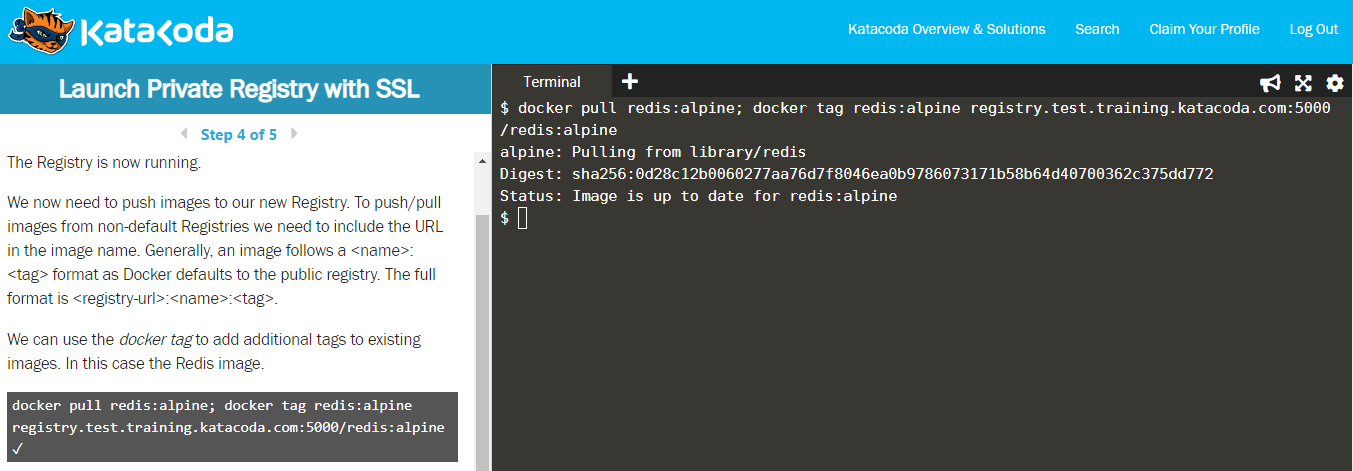 KataKoda
Katacoda Overview & Solutions Search Claim Your Profile Log Out
Launch Private Registry with SSL
Step 4 of 5
The Registry is now running.
We now need to push images to our new Registry. To push/pull
images from non-default Registries we need to include the URL
in the image name. Generally, an image follows a <name>:
<tag> format as Docker defaults to the public registry. The full
format is <registry-url>:<name>:<tag>.
We can use the docker tag to add additional tags to existing
images. In this case the Redis image.
docker pull redis:alpine; docker tag redis:alpine
registry.test.training.katacoda.com:5000/redis:alpine
✓
Terminal +
$ docker pull redis:alpine; docker tag redis:alpine registry.test.training.katacoda.com:5000
/redis:alpine
alpine: Pulling from library/redis
Digest: sha256:0d28c12b0060277aa76d7f8046ea0b9786073171b58b64d40700362c375dd772
Status: Image is up to date for redis:alpine
$